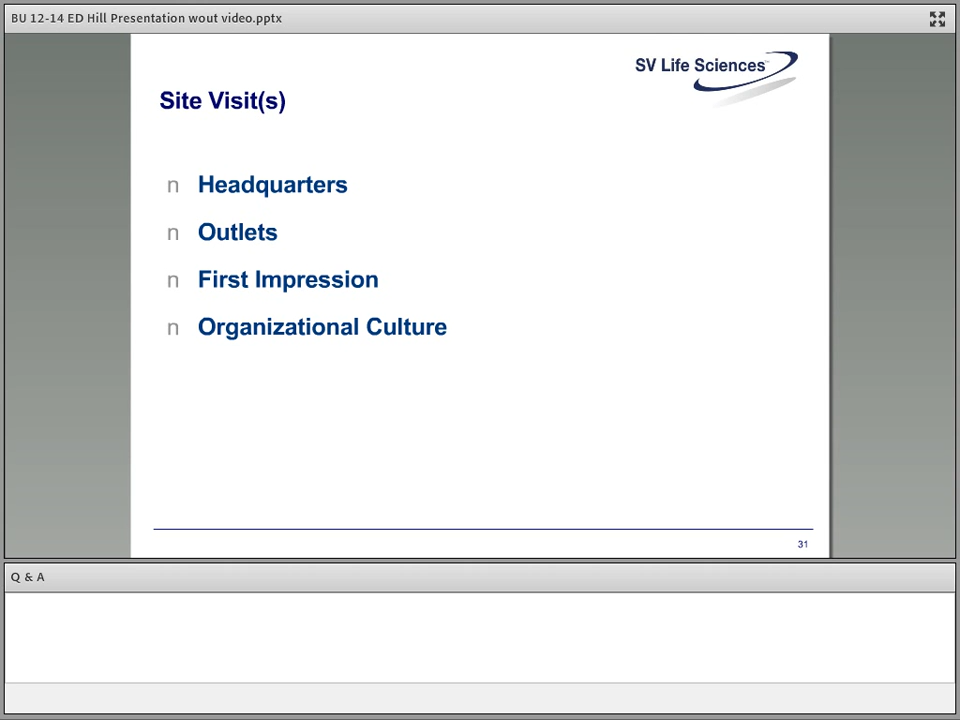 BU 12-14 ED Hill Presentation wout video.pptx
SV Life Sciences™
Site Visit(s)
n Headquarters
n Outlets
n First Impression
n Organizational Culture
31
Q & A